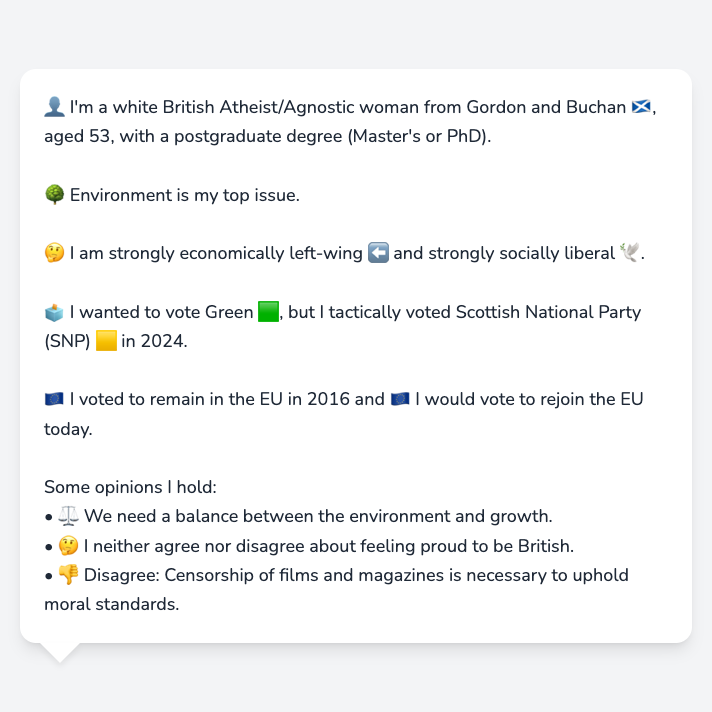 👤 I'm a white British Atheist/Agnostic woman from Gordon and Buchan 🏴󠁧󠁢󠁳󠁣󠁴󠁿,
aged 53, with a postgraduate degree (Master's or PhD).
🌳 Environment is my top issue.
🤔 I am strongly economically left-wing ⬅️ and strongly socially liberal 🕊️.
🗳️ I wanted to vote Green 🟩, but I tactically voted Scottish National Party
(SNP) 🟨 in 2024.
🇪🇺 I voted to remain in the EU in 2016 and 🇪🇺 I would vote to rejoin the EU
today.
Some opinions I hold:
• ⚖️ We need a balance between the environment and growth.
• 🤔 I neither agree nor disagree about feeling proud to be British.
• 👎 Disagree: Censorship of films and magazines is necessary to uphold
moral standards.